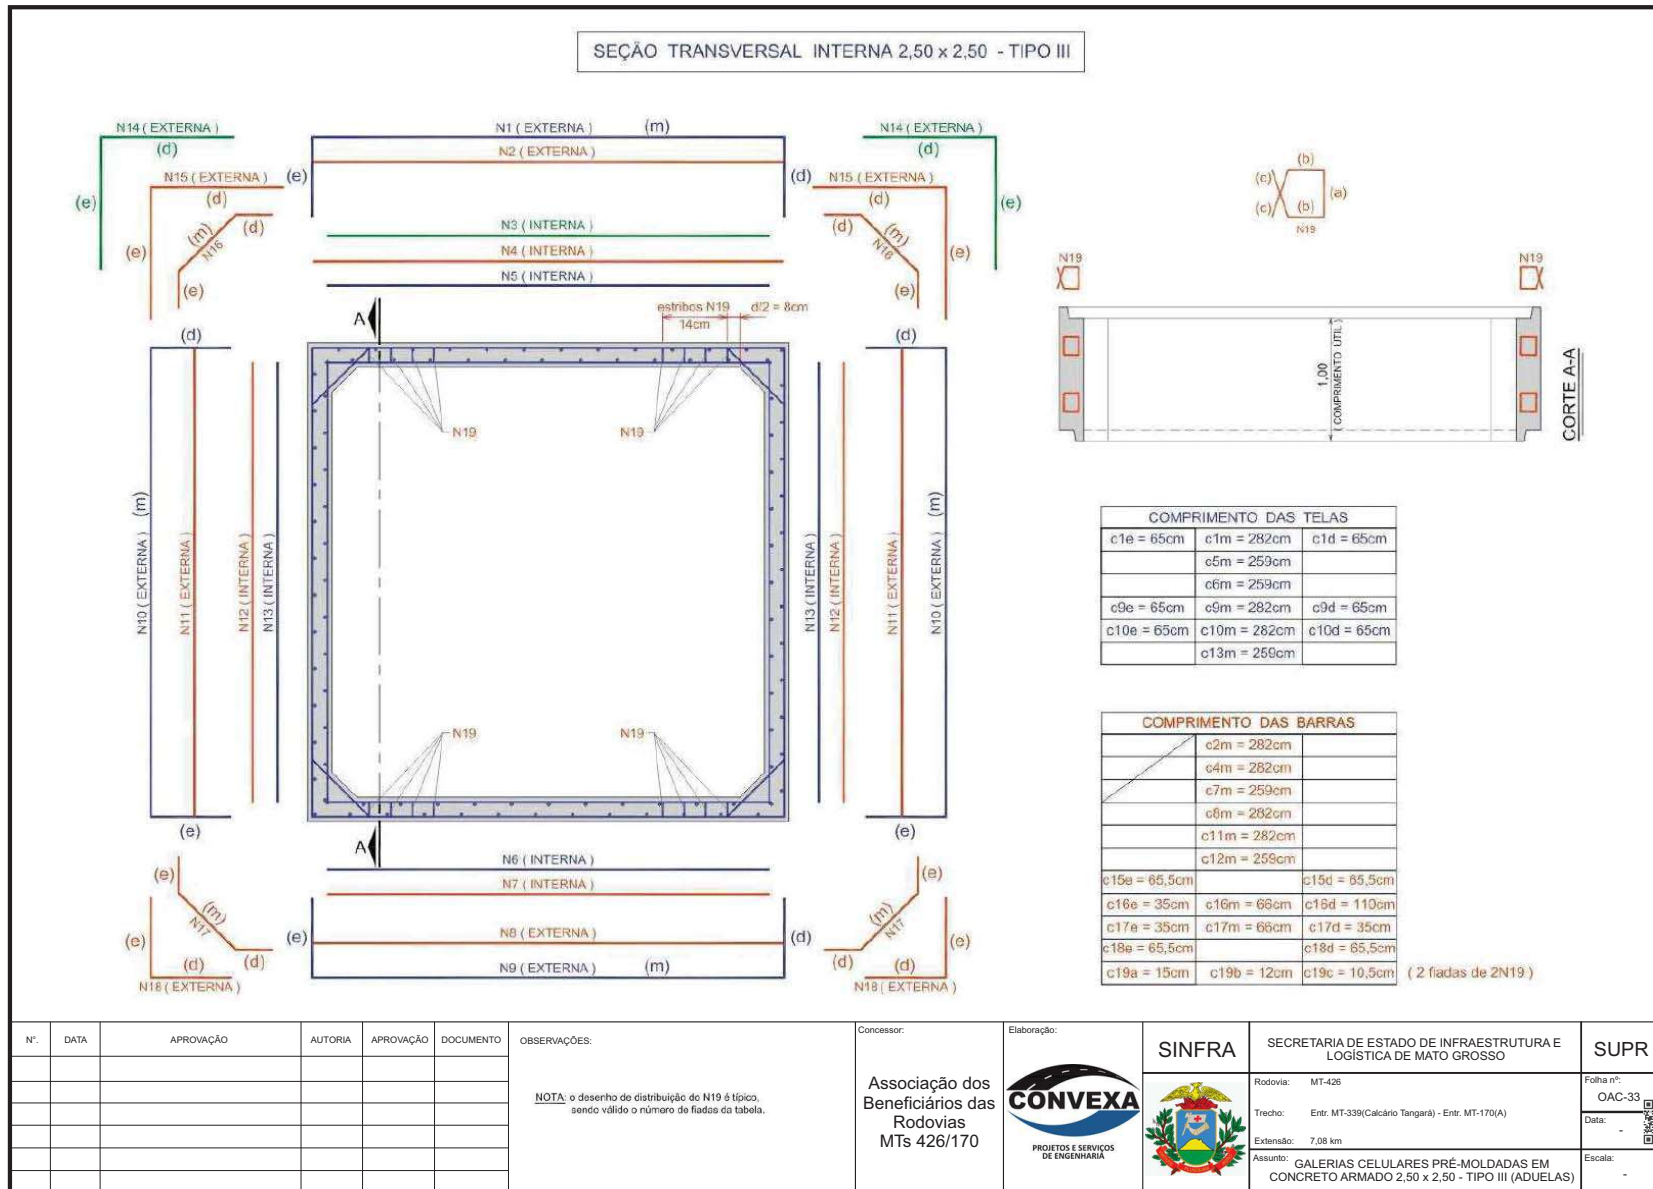 SEÇÃO TRANSVERSAL INTERNA 2,50 x 2,50 - TIPO III
N14 ( EXTERNA )
(d)
(e)
N15 ( EXTERNA )
(d)
(e)
(m)
N16
(d)
(e)
N1 ( EXTERNA ) (m)
N2 ( EXTERNA )
(e)
(d)
N3 ( INTERNA )
N4 ( INTERNA )
N5 ( INTERNA )
N14 ( EXTERNA )
(d)
(e)
N15 ( EXTERNA )
(d)
(e)
(d)
(m)
N16
(e)
(b)
(c)
(a)
(c)
(b)
N19
N19
N19
A
estribos N19
14cm
d/2 = 8cm
(d)
(d)
N19
N19
1,00
( COMPRIMENTO UTIL )
CORTE A-A
N10 ( EXTERNA ) (m)
N11 ( EXTERNA )
N12 ( INTERNA )
N13 ( INTERNA )
N13 ( INTERNA )
N12 ( INTERNA )
N11 ( EXTERNA )
N10 ( EXTERNA ) (m)
N19
N19
(e)
(e)
A
COMPRIMENTO DAS TELAS
c1e = 65cm c1m = 282cm c1d = 65cm
c5m = 259cm
c6m = 259cm
c9e = 65cm c9m = 282cm c9d = 65cm
c10e = 65cm c10m = 282cm c10d = 65cm
c13m = 259cm
COMPRIMENTO DAS BARRAS
c2m = 282cm
c4m = 282cm
c7m = 259cm
c8m = 282cm
c11m = 282cm
c12m = 259cm
c15e = 65,5cm c15d = 65,5cm
c16e = 35cm c16m = 66cm c16d = 110cm
c17e = 35cm c17m = 66cm c17d = 35cm
c18e = 65,5cm c18d = 65,5cm
c19a = 15cm c19b = 12cm c19c = 10,5cm ( 2 fiadas de 2N19 )
N6 ( INTERNA )
N7 ( INTERNA )
N8 ( EXTERNA )
N9 ( EXTERNA ) (m)
(e)
(d)
(e)
(m)
N17
(d)
(e)
(d)
N18 ( EXTERNA )
(e)
(m)
N17
(d)
(e)
(d)
N18 ( EXTERNA )
N°. DATA APROVAÇÃO AUTORIA APROVAÇÃO DOCUMENTO
OBSERVAÇÕES:
NOTA: o desenho de distribuição do N19 é típico,
sendo válido o número de fiadas da tabela.
Concessor:
Associação dos
Beneficiários das
Rodovias
MTs 426/170
Elaboração:
CONVEXA
PROJETOS E SERVIÇOS
DE ENGENHARIA
SINFRA
SECRETARIA DE ESTADO DE INFRAESTRUTURA E
LOGÍSTICA DE MATO GROSSO
SUPR
Rodovia: MT-426
Trecho: Entr. MT-339(Calcário Tangará) - Entr. MT-170(A)
Extensão: 7,08 km
Assunto: GALERIAS CELULARES PRÉ-MOLDADAS EM
CONCRETO ARMADO 2,50 x 2,50 - TIPO III (ADUELAS)
Folha nº:
OAC-33
Data:
-
Escala:
-